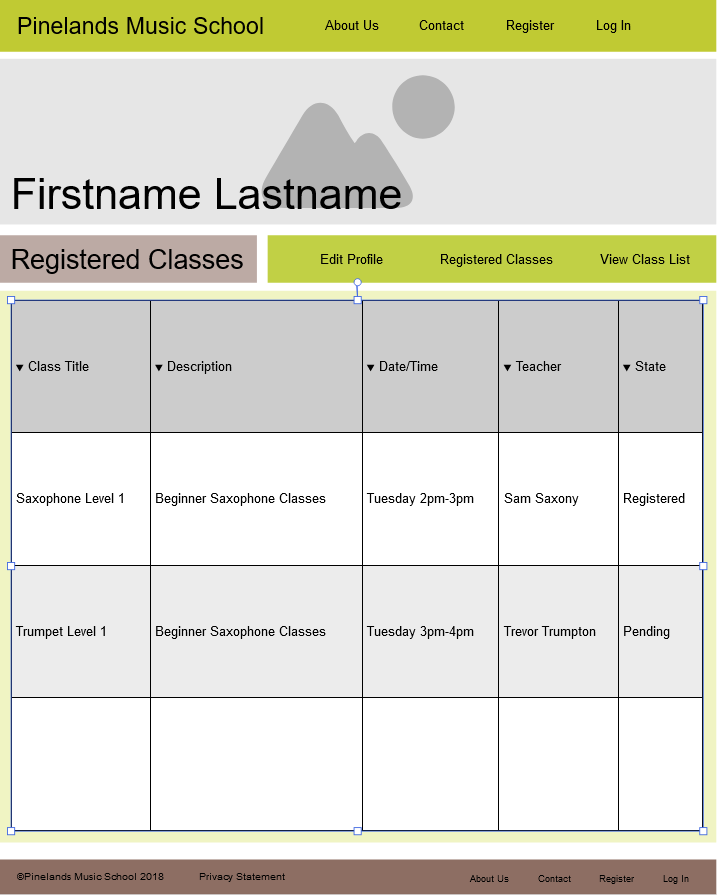 Pinelands Music School About Us Contact Register Log In
Firstname Lastname
Registered Classes Edit Profile Registered Classes View Class List
▼ Class Title ▼ Description ▼ Date/Time ▼ Teacher ▼ State
Saxophone Level 1 Beginner Saxophone Classes Tuesday 2pm-3pm Sam Saxony Registered
Trumpet Level 1 Beginner Saxophone Classes Tuesday 3pm-4pm Trevor Trumpton Pending
©Pinelands Music School 2018 Privacy Statement About Us Contact Register Log In